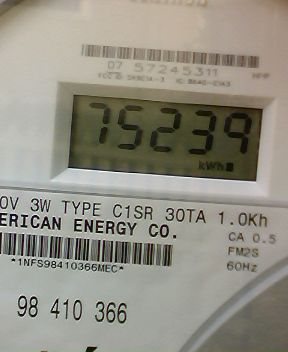 07 57245311
NPP
75239
kWh
0V 3W TYPE C1SR 30TA 1.0Kh
ERICAN ENERGY CO.
CA 0.5
FM2S
60Hz
*1NFS98410366MEC*
98 410 366